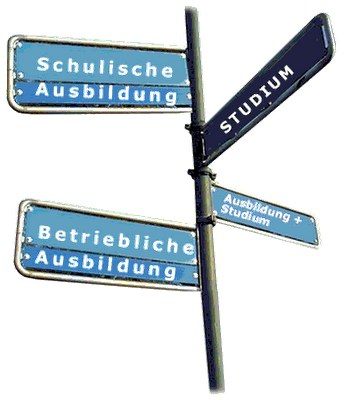 Schulische
Ausbildung
STUDIUM
Ausbildung +
Studium
Betriebliche
Ausbildung